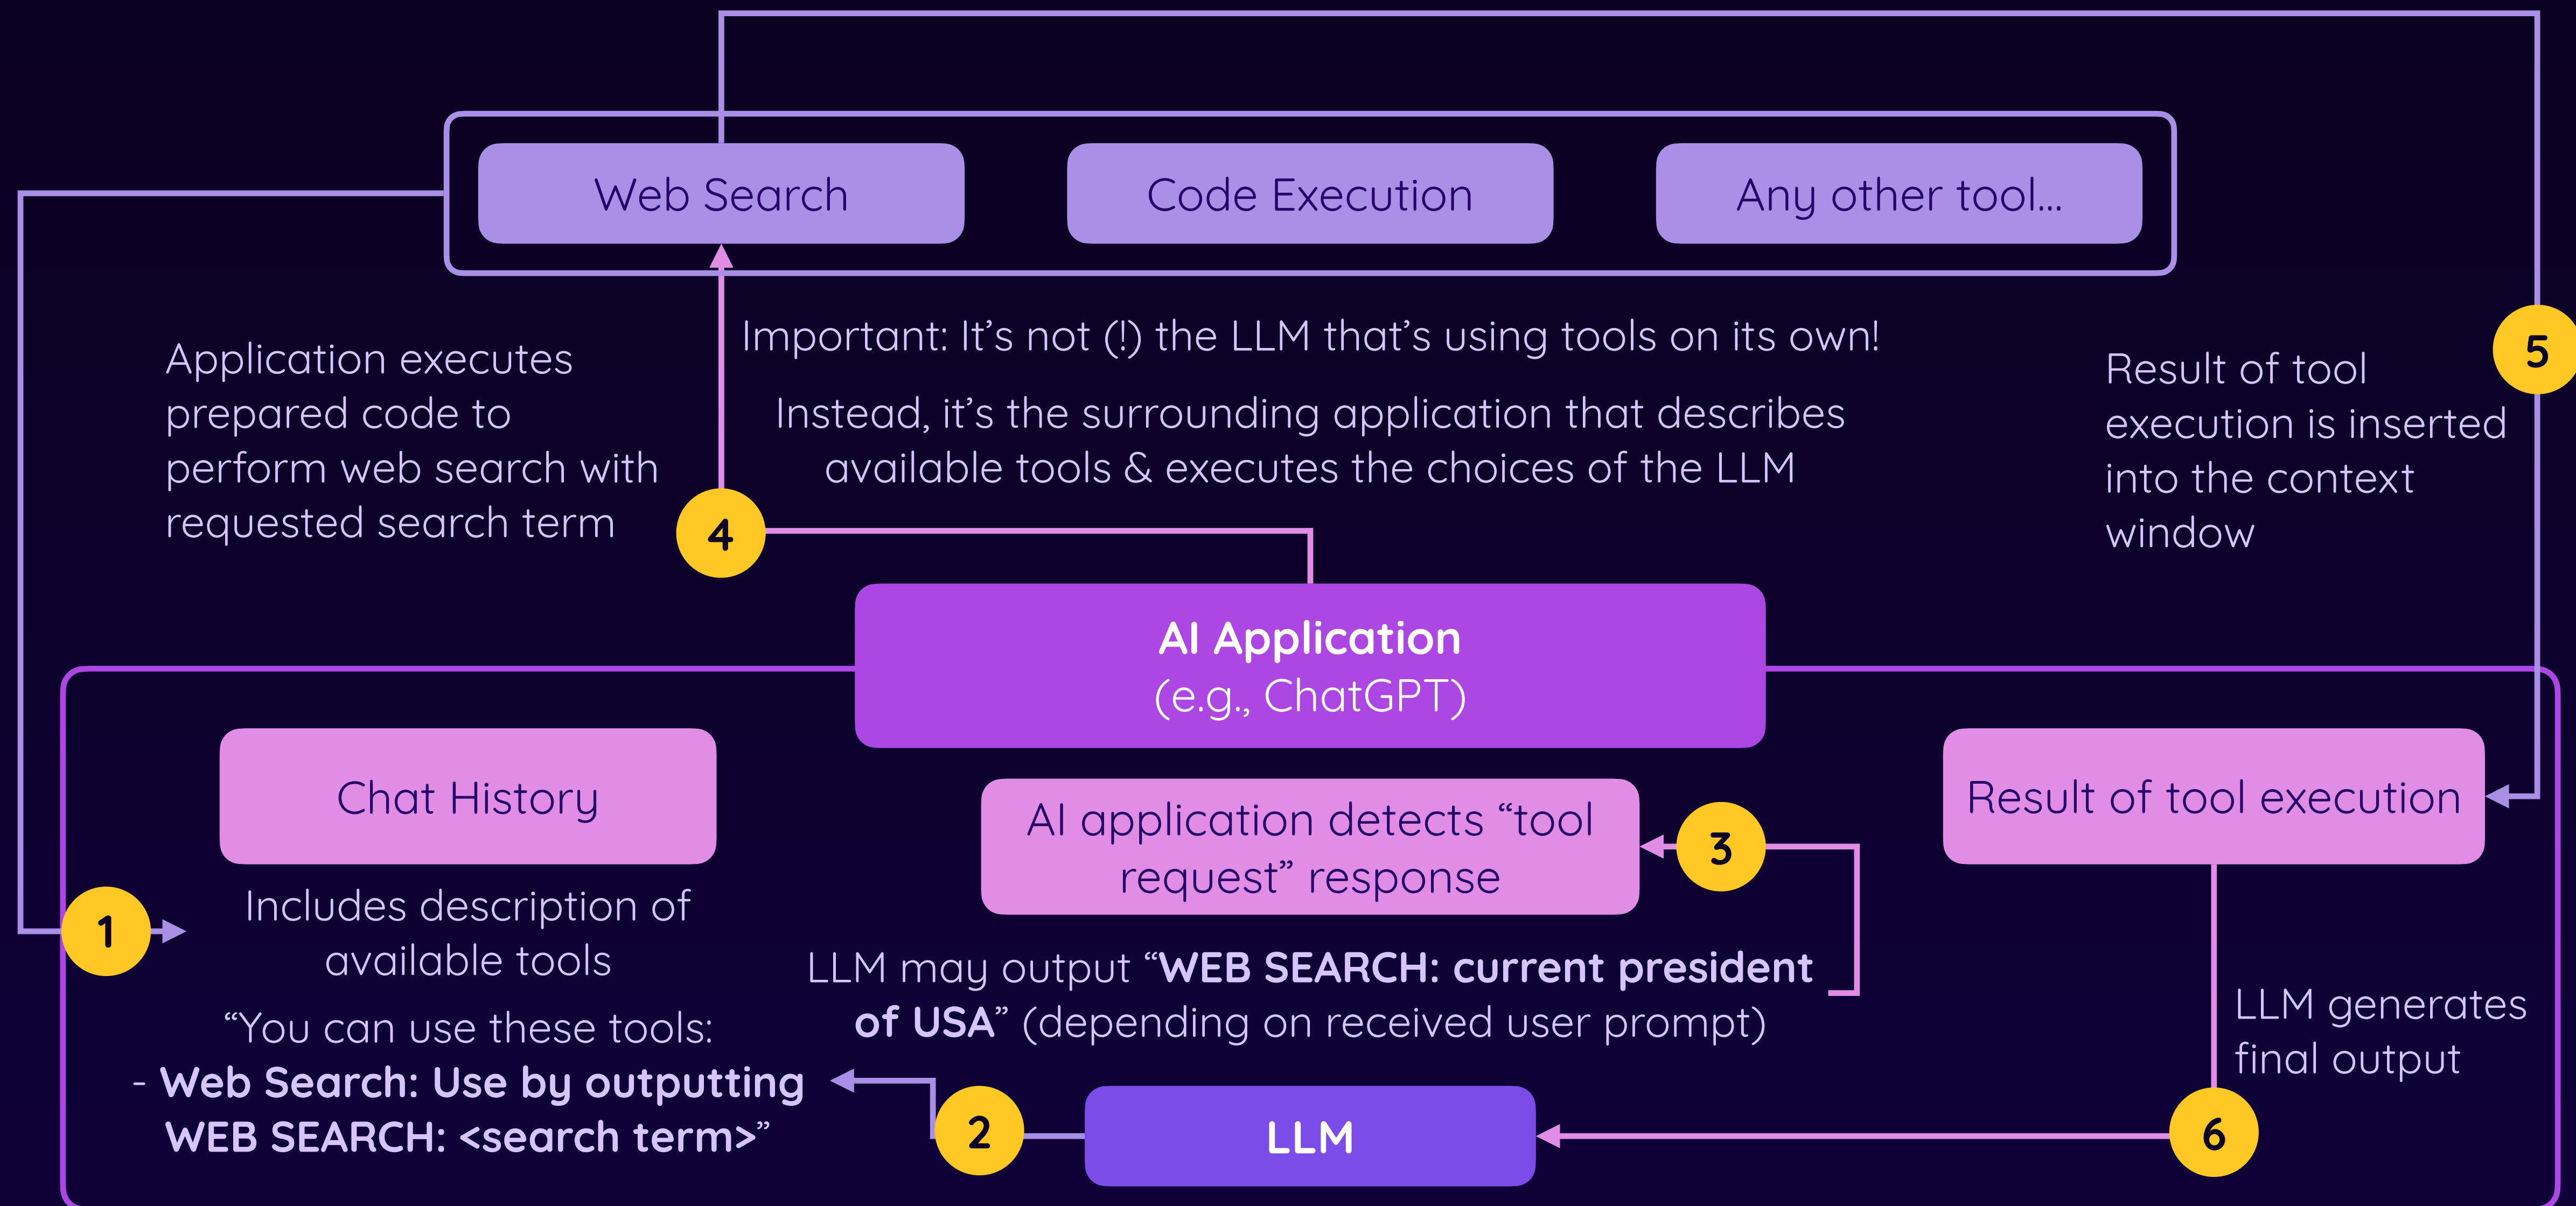 Web Search
Code Execution
Any other tool...
Important: It’s not (!) the LLM that’s using tools on its own!
Instead, it’s the surrounding application that describes
available tools & executes the choices of the LLM
Application executes
prepared code to
perform web search with
requested search term
4
5
Result of tool
execution is inserted
into the context
window
AI Application
(e.g., ChatGPT)
Chat History
1
Includes description of
available tools
“You can use these tools:
- Web Search: Use by outputting
WEB SEARCH: <search term>”
AI application detects “tool
request” response
3
LLM may output “WEB SEARCH: current president
of USA” (depending on received user prompt)
2
LLM
Result of tool execution
LLM generates
final output
6